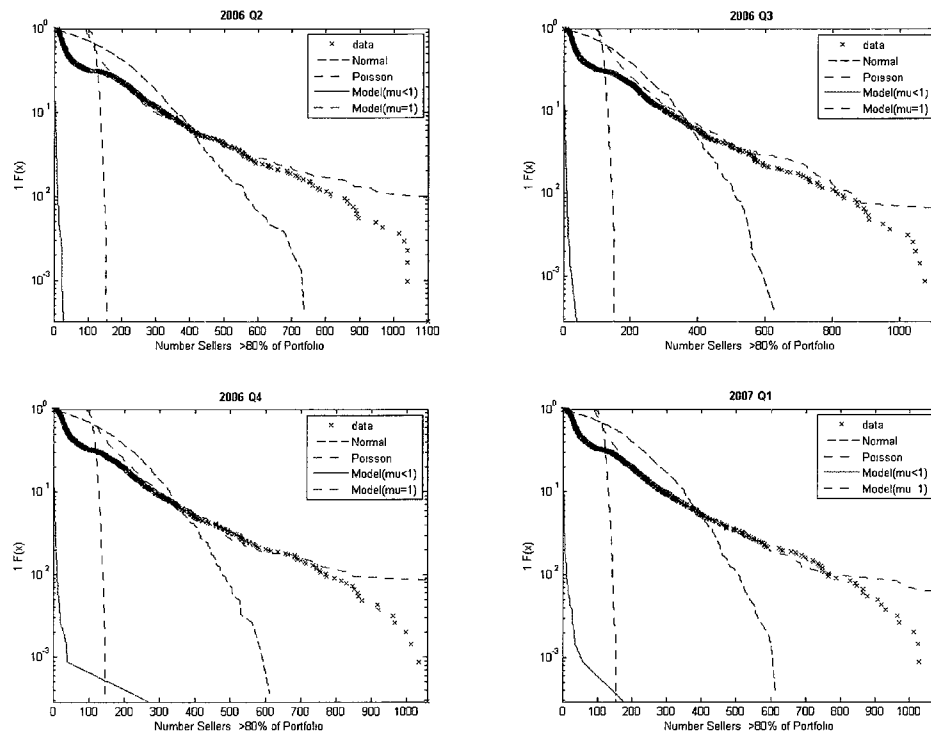 2006 Q2
10^0
10^-1
10^-2
10^-3
1 F(x)
0 100 200 300 400 500 600 700 800 900 1000 1100
Number Sellers >80% of Portfolio
× data
Normal
Poisson
Model(mu<1)
Model(mu=1)
2006 Q3
10^0
10^-1
10^-2
10^-3
1 F(x)
0 200 400 600 800 1000
Number Sellers >80% of Portfolio
× data
Normal
Poisson
Model(mu<1)
Model(mu=1)
2006 Q4
10^0
10^-1
10^-2
10^-3
1 F(x)
0 100 200 300 400 500 600 700 800 900 1000
Number Sellers >80% of Portfolio
× data
Normal
Poisson
Model(mu<1)
Model(mu=1)
2007 Q1
10^0
10^-1
10^-2
10^-3
1 F(x)
0 100 200 300 400 500 600 700 800 900 1000
Number Sellers >80% of Portfolio
× data
Normal
Poisson
Model(mu<1)
Model(mu 1)